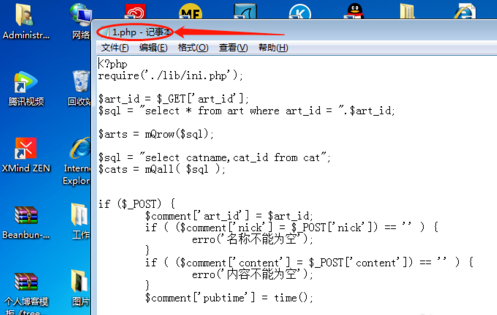 Administr...
网络
1.php - 记事本
文件(F) 编辑(E) 格式(O) 查看(V) 帮助(H)
<?php
require('./lib/ini.php');
$art_id = $_GET['art_id'];
$sql = "select * from art where art_id = ".$art_id;
$arts = mQrow($sql);
$sql = "select catname,cat_id from cat";
$cats = mQall( $sql );
if ($_POST) {
$comment['art_id'] = $art_id;
if ( ($comment['nick'] = $_POST['nick']) == '' ) {
erro('名称不能为空');
}
if ( ($comment['content'] = $_POST['content']) == '' ) {
erro('内容不能为空');
}
$comment['pubtime'] = time();
腾讯视频
回收站
XMind ZEN
Intern
Explor
Beanbun-...
工作
个人博客模
板（tree...
图片